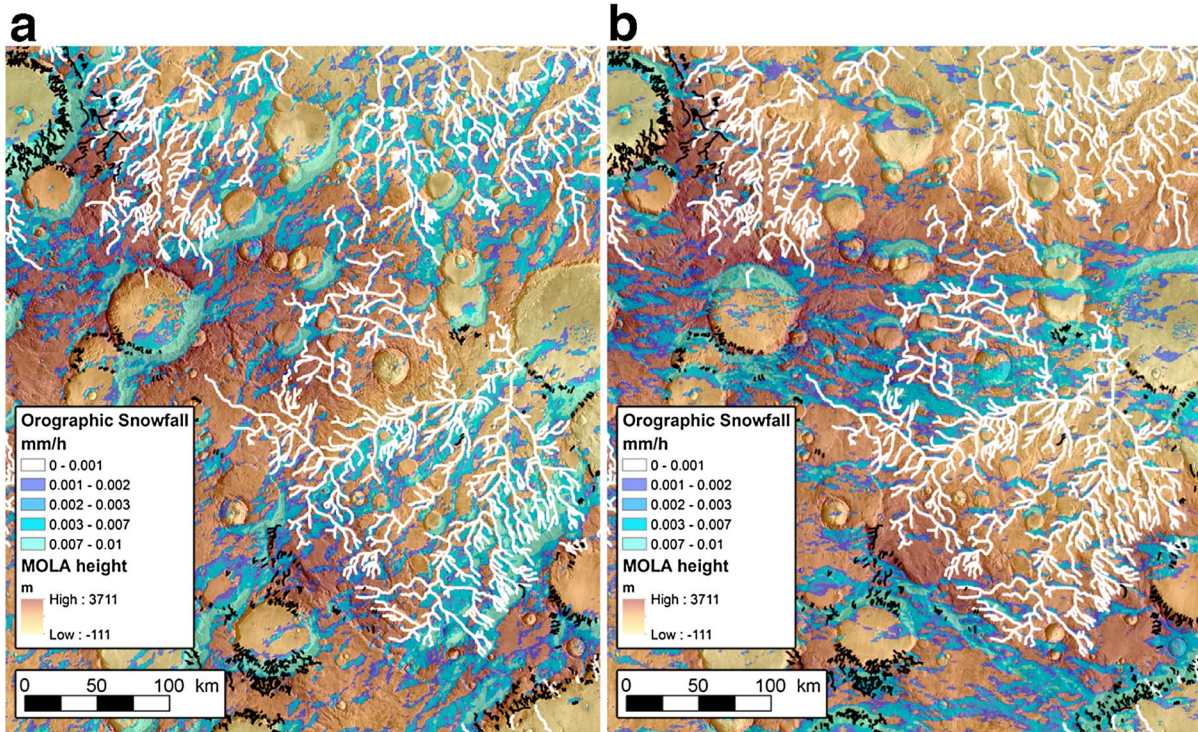 a
Orographic Snowfall
mm/h
0 - 0.001
0.001 - 0.002
0.002 - 0.003
0.003 - 0.007
0.007 - 0.01
MOLA height
m
High : 3711
Low : -111
0 50 100 km
b
Orographic Snowfall
mm/h
0 - 0.001
0.001 - 0.002
0.002 - 0.003
0.003 - 0.007
0.007 - 0.01
MOLA height
m
High : 3711
Low : -111
0 50 100 km